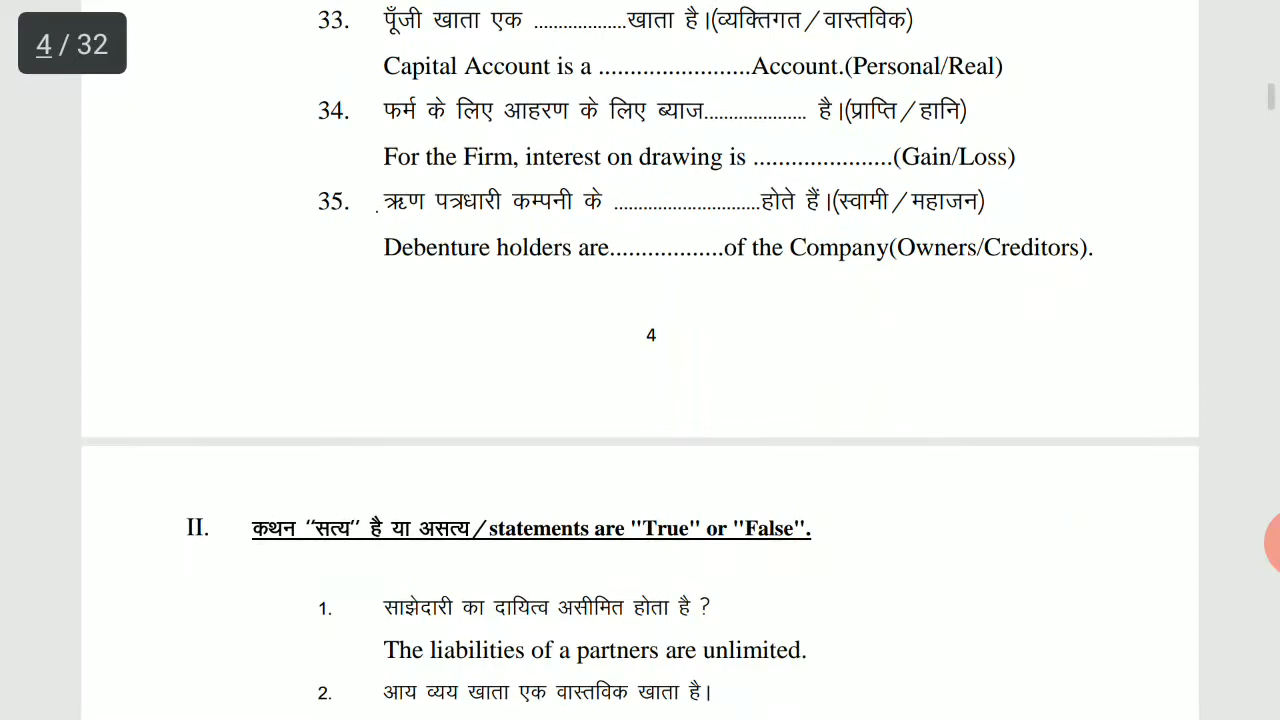 4 / 32
33. पूँजी खाता एक ...................खाता है।(व्यक्तिगत/वास्तविक)
Capital Account is a ........................Account.(Personal/Real)
34. फर्म के लिए आहरण के लिए ब्याज..................... है।(प्राप्ति/हानि)
For the Firm, interest on drawing is ......................(Gain/Loss)
35. .ऋण पत्रधारी कम्पनी के ..............................होते हैं।(स्वामी/महाजन)
Debenture holders are..................of the Company(Owners/Creditors).
4
II. कथन "सत्य" है या असत्य/statements are "True" or "False".
1. साझेदारी का दायित्व असीमित होता है ?
The liabilities of a partners are unlimited.
2. आय व्यय खाता एक वास्तविक खाता है।